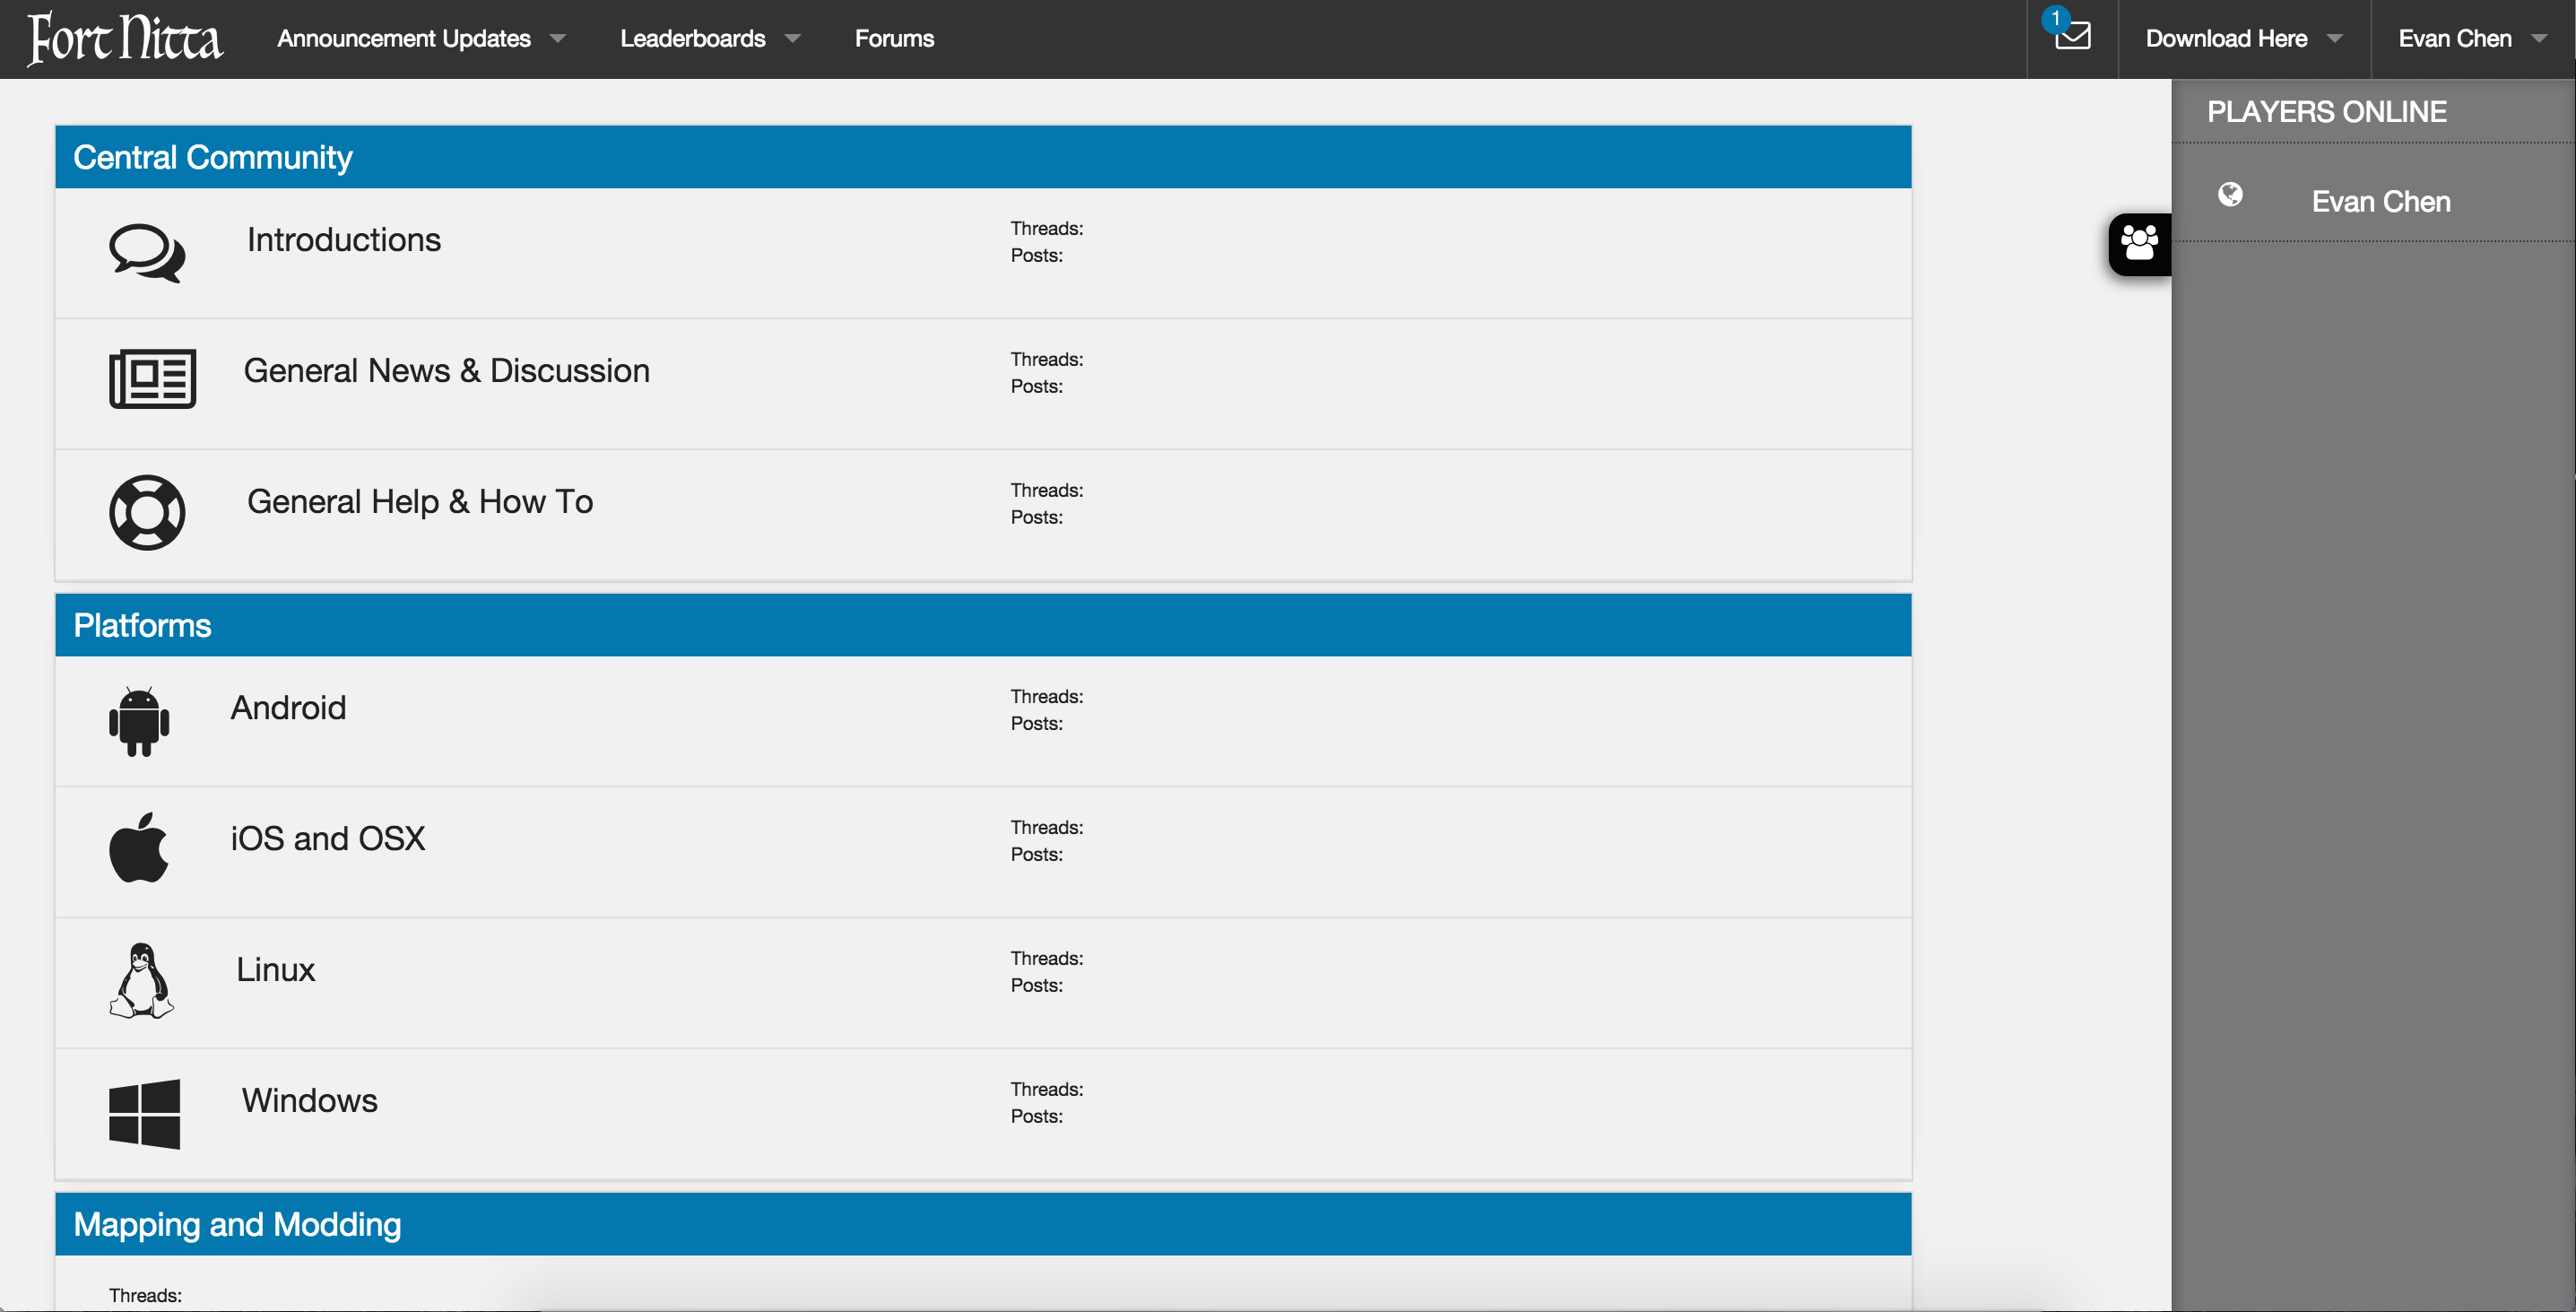 Fort Nitta Announcement Updates Leaderboards Forums 1 Download Here Evan Chen
PLAYERS ONLINE
Evan Chen
Central Community
Introductions
Threads:
Posts:
General News & Discussion
Threads:
Posts:
General Help & How To
Threads:
Posts:
Platforms
Android
Threads:
Posts:
iOS and OSX
Threads:
Posts:
Linux
Threads:
Posts:
Windows
Threads:
Posts:
Mapping and Modding
Threads: